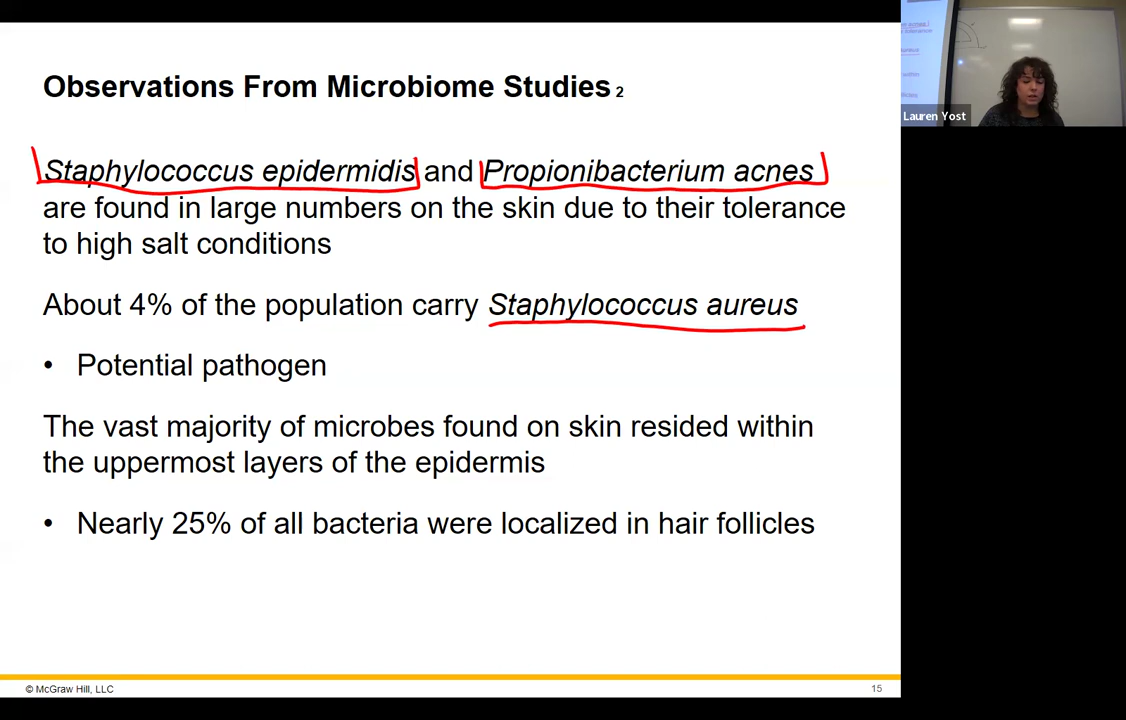 Observations From Microbiome Studies 2
Staphylococcus epidermidis and Propionibacterium acnes
are found in large numbers on the skin due to their tolerance
to high salt conditions
About 4% of the population carry Staphylococcus aureus
• Potential pathogen
The vast majority of microbes found on skin resided within
the uppermost layers of the epidermis
• Nearly 25% of all bacteria were localized in hair follicles
© McGraw Hill, LLC
15
Lauren Yost